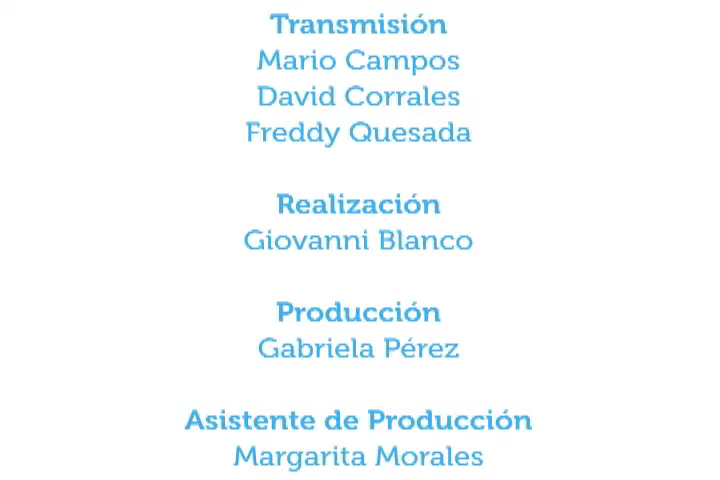 Transmisión
Mario Campos
David Corrales
Freddy Quesada
Realización
Giovanni Blanco
Producción
Gabriela Pérez
Asistente de Producción
Margarita Morales